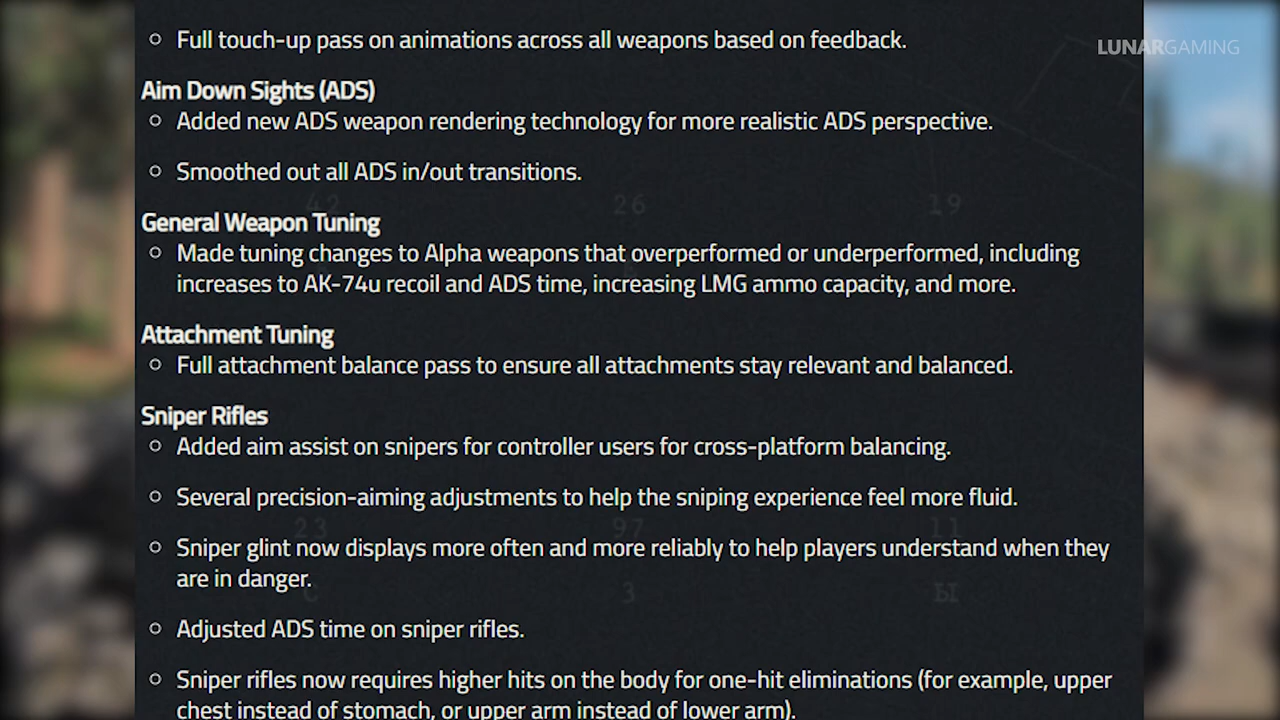 Full touch-up pass on animations across all weapons based on feedback.
LUNARGAMING
Aim Down Sights (ADS)
Added new ADS weapon rendering technology for more realistic ADS perspective.
Smoothed out all ADS in/out transitions.
42 26 19
General Weapon Tuning
Made tuning changes to Alpha weapons that overperformed or underperformed, including
increases to AK-74u recoil and ADS time, increasing LMG ammo capacity, and more.
Attachment Tuning
Full attachment balance pass to ensure all attachments stay relevant and balanced.
Sniper Rifles
Added aim assist on snipers for controller users for cross-platform balancing.
Several precision-aiming adjustments to help the sniping experience feel more fluid.
23 97 11
Sniper glint now displays more often and more reliably to help players understand when they
are in danger.
С 3 Ы
Adjusted ADS time on sniper rifles.
Sniper rifles now requires higher hits on the body for one-hit eliminations (for example, upper
chest instead of stomach, or upper arm instead of lower arm).